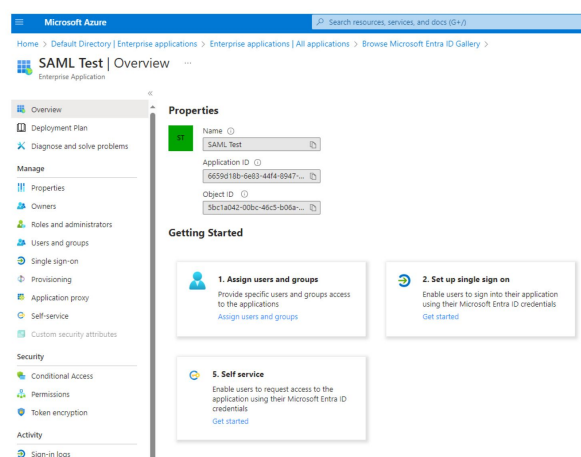 Microsoft Azure
Search resources, services, and docs (G+/)
Home > Default Directory | Enterprise applications > Enterprise applications | All applications > Browse Microsoft Entra ID Gallery >
SAML Test | Overview ...
Enterprise Application
«
Overview
Deployment Plan
Diagnose and solve problems
Manage
Properties
Owners
Roles and administrators
Users and groups
Single sign-on
Provisioning
Application proxy
Self-service
Custom security attributes
Security
Conditional Access
Permissions
Token encryption
Activity
Sign-in logs
Properties
ST
Name
SAML Test
Application ID
6659d18b-6e83-44f4-8947-...
Object ID
5bc1a042-00bc-46c5-b06a-...
Getting Started
1. Assign users and groups
Provide specific users and groups access
to the applications
Assign users and groups
2. Set up single sign on
Enable users to sign into their application
using their Microsoft Entra ID credentials
Get started
5. Self service
Enable users to request access to the
application using their Microsoft Entra ID
credentials
Get started